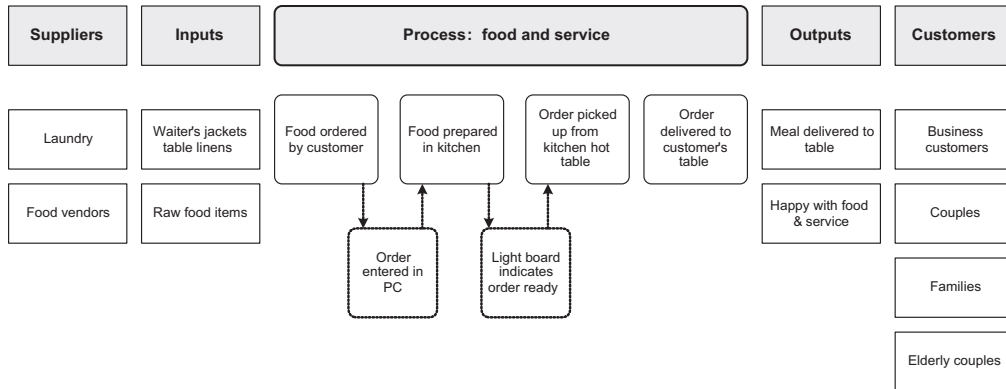 Suppliers
Inputs
Process: food and service
Outputs
Customers
Laundry
Waiter's jackets
table linens
Food ordered
by customer
Food prepared
in kitchen
Order picked
up from
kitchen hot
table
Order
delivered to
customer's
table
Meal delivered to
table
Business
customers
Food vendors
Raw food items
Happy with food
& service
Couples
Order
entered in
PC
Light board
indicates
order ready
Families
Elderly couples